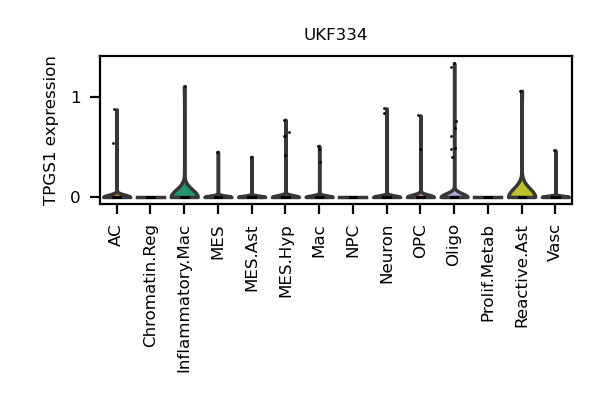 UKF334
TPGS1 expression
1
0
AC
Chromatin.Reg
Inflammatory.Mac
MES
MES.Ast
MES.Hyp
Mac
NPC
Neuron
OPC
Oligo
Prolif.Metab
Reactive.Ast
Vasc